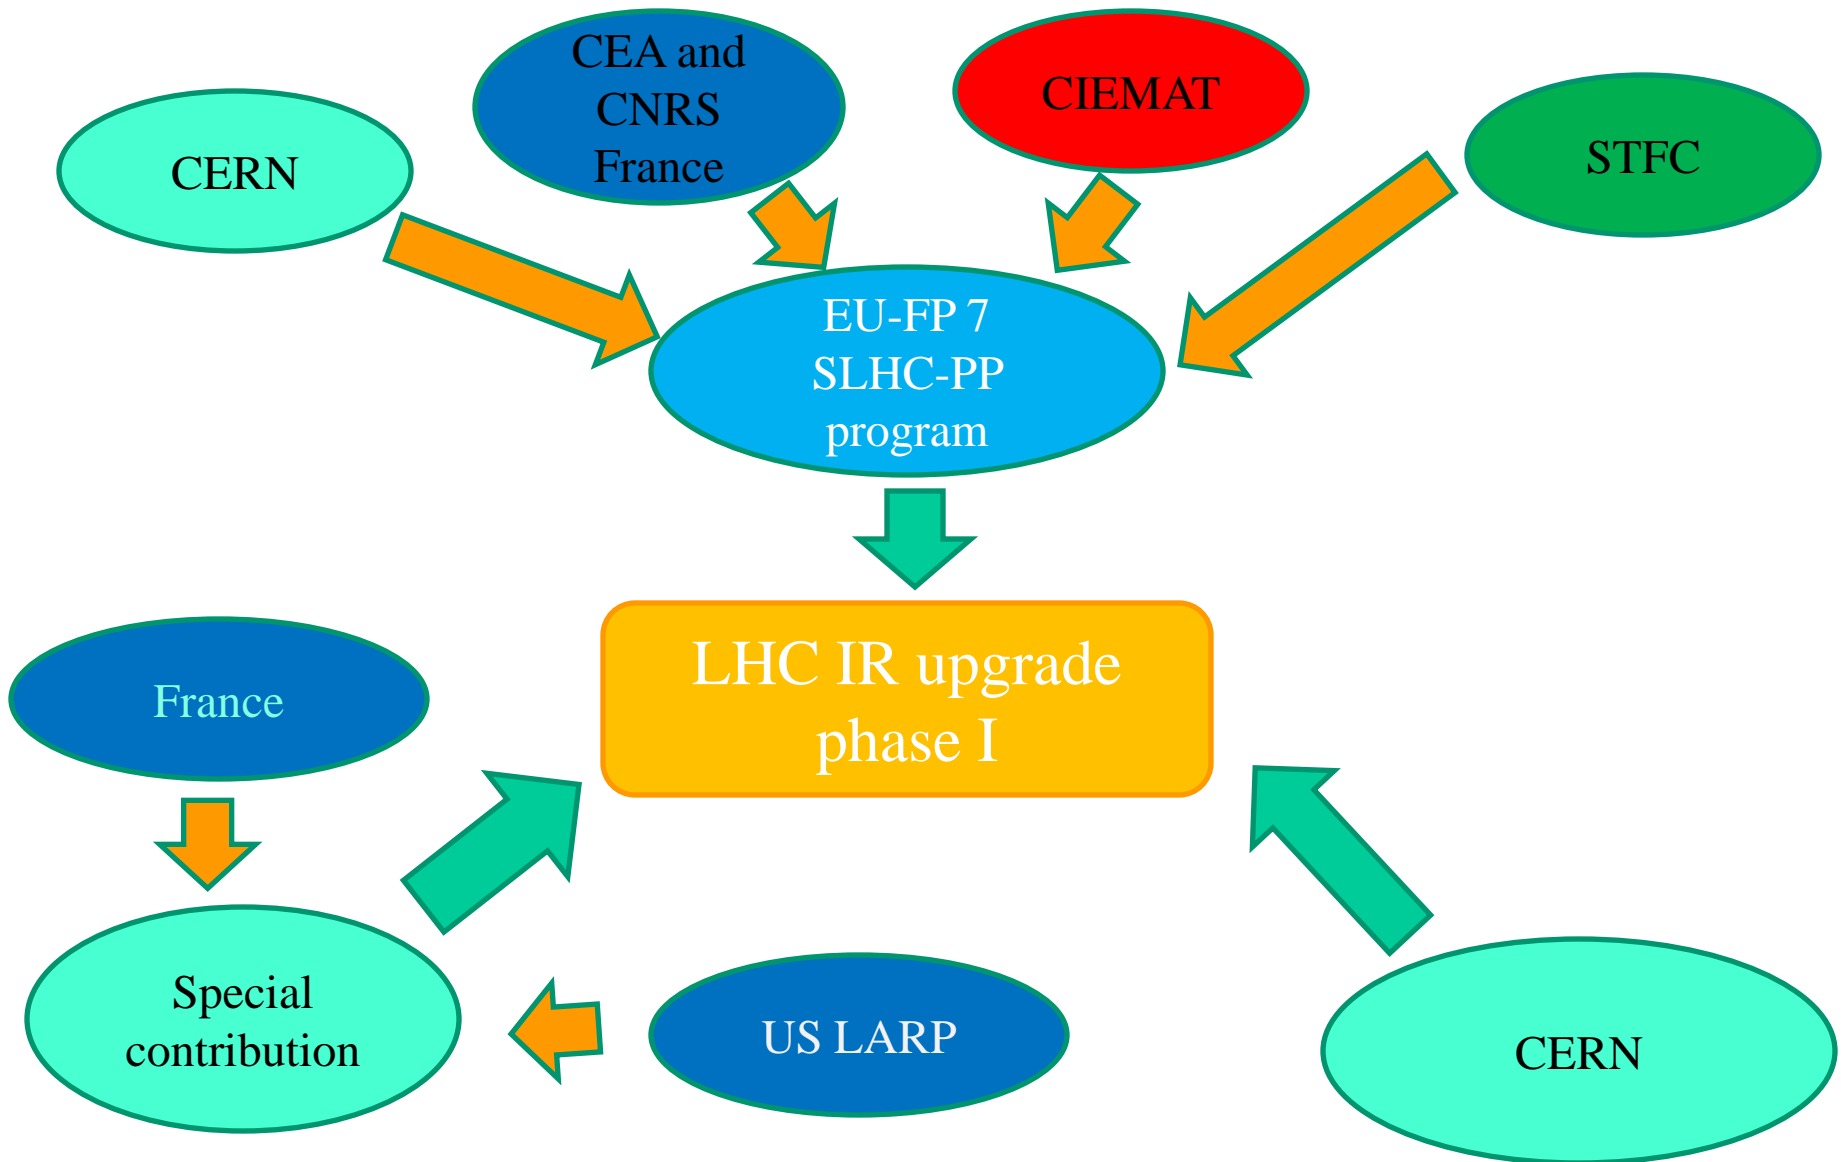 CEA and
CNRS
France
CIEMAT
CERN
STFC
EU-FP 7
SLHC-PP
program
LHC IR upgrade
phase I
France
Special
contribution
US LARP
CERN